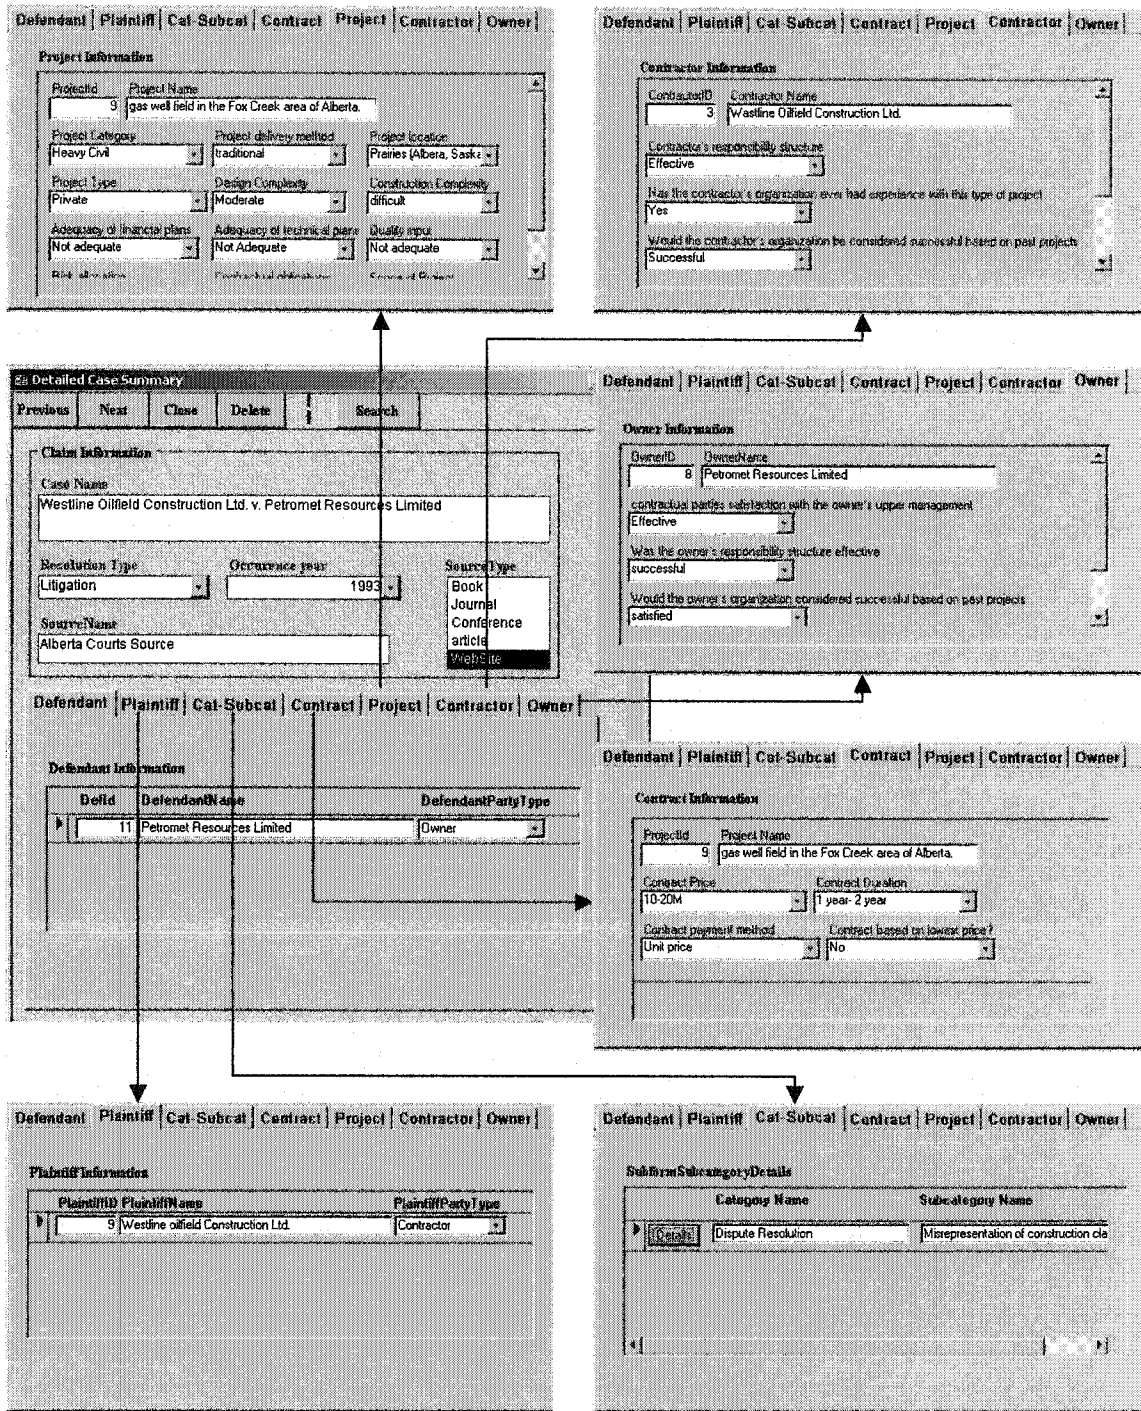 Defendant Plaintiff Cat-Subcat Contract Project Contractor Owner
Project Information
ProjectId Project Name
9 gas well field in the Fox Creek area of Alberta.
Project Category Project delivery method Project location
Heavy Civil traditional Prairies (Albera, Saska
Project Type Design Complexity Construction Complexity
Private Moderate difficult
Adequacy of financial plans Adequacy of technical plans Quality input
Not adequate Not Adequate Not adequate
Risk allocation Contractual obligations Scope of Project
Defendant Plaintiff Cat-Subcat Contract Project Contractor Owner
Contractor Information
ContractorID Contractor Name
3 Wastline Oilfield Construction Ltd.
Contractor's responsibility structure
Effective
Has the contractor's organization ever had experience with this type of project
Yes
Would the contractor's organization be considered successful based on past projects
Successful
Detailed Case Summary
Previous Next Close Delete Search
Claim Information
Case Name
Westline Oilfield Construction Ltd. v. Petromet Resources Limited
Resolution Type Occurence year SourceType
Litigation 1993
Book
Journal
Conference
article
WebSite
SourceName
Alberta Courts Source
Defendant Plaintiff Cat-Subcat Contract Project Contractor Owner
Defendant Information
DefId DefendantName DefendantPartyType
11 Petromet Resources Limited Owner
Defendant Plaintiff Cat-Subcat Contract Project Contractor Owner
Owner Information
OwnerID OwnerName
8 Petromet Resources Limited
contractual parties satisfaction with the owner's upper management
Effective
Was the owner's responsibility structure effective
successful
Would the owner's organization considered successful based on past projects
satisfied
Defendant Plaintiff Cat-Subcat Contract Project Contractor Owner
Contract Information
ProjectId Project Name
9 gas well field in the Fox Creek area of Alberta.
Contract Price Contract Duration
10-20M 1 year- 2 year
Contract payment method Contract based on lowest price?
Unit price No
Defendant Plaintiff Cat-Subcat Contract Project Contractor Owner
Plaintiff Information
PlaintiffID PlaintiffName PlaintiffPartyType
9 Westline oilfield Construction Ltd. Contractor
Defendant Plaintiff Cat-Subcat Contract Project Contractor Owner
SubformSubcategoryDetails
Category Name Subcategory Name
Details Dispute Resolution Misrepresentation of construction cla